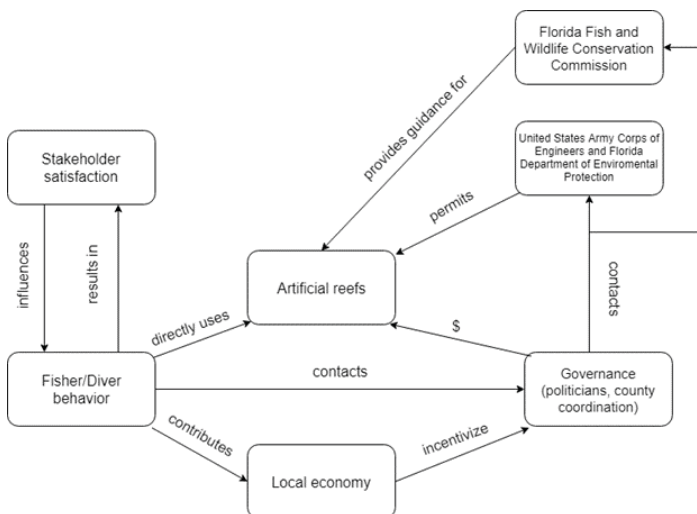 Florida Fish and
Wildlife Conservation
Commission
provides guidance for
United States Army Corps of
Engineers and Florida
Department of Enviromental
Protection
Stakeholder
satisfaction
permits
influences
results in
Artificial reefs
contacts
directly uses
$
Fisher/Diver
behavior
contacts
Governance
(politicians, county
coordination)
contributes
incentivize
Local economy